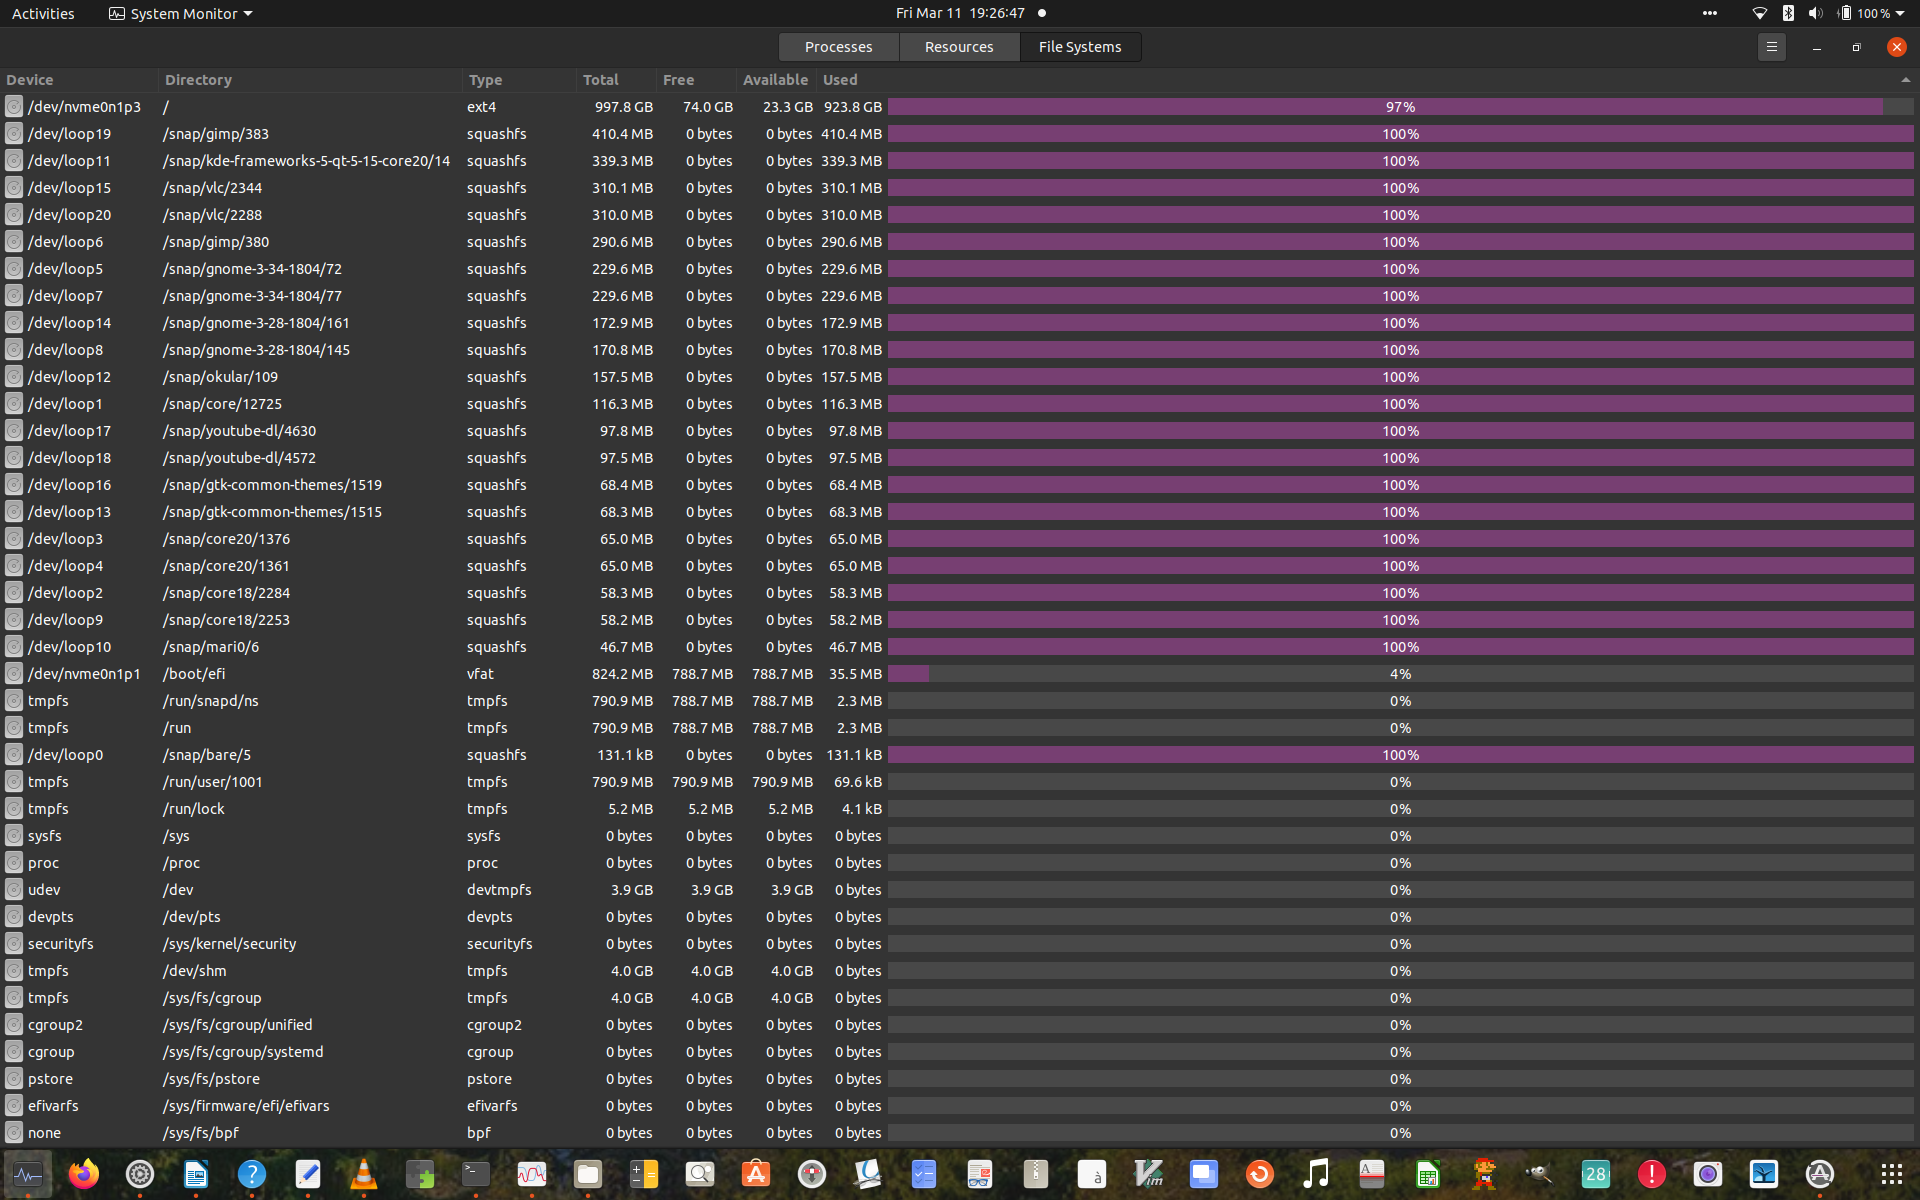 Activities System Monitor Fri Mar 11 19:26:47 100 %
Processes Resources File Systems
Device Directory Type Total Free Available Used
/dev/nvme0n1p3 / ext4 997.8 GB 74.0 GB 23.3 GB 923.8 GB 97%
/dev/loop19 /snap/gimp/383 squashfs 410.4 MB 0 bytes 0 bytes 410.4 MB 100%
/dev/loop11 /snap/kde-frameworks-5-qt-5-15-core20/14 squashfs 339.3 MB 0 bytes 0 bytes 339.3 MB 100%
/dev/loop15 /snap/vlc/2344 squashfs 310.1 MB 0 bytes 0 bytes 310.1 MB 100%
/dev/loop20 /snap/vlc/2288 squashfs 310.0 MB 0 bytes 0 bytes 310.0 MB 100%
/dev/loop6 /snap/gimp/380 squashfs 290.6 MB 0 bytes 0 bytes 290.6 MB 100%
/dev/loop5 /snap/gnome-3-34-1804/72 squashfs 229.6 MB 0 bytes 0 bytes 229.6 MB 100%
/dev/loop7 /snap/gnome-3-34-1804/77 squashfs 229.6 MB 0 bytes 0 bytes 229.6 MB 100%
/dev/loop14 /snap/gnome-3-28-1804/161 squashfs 172.9 MB 0 bytes 0 bytes 172.9 MB 100%
/dev/loop8 /snap/gnome-3-28-1804/145 squashfs 170.8 MB 0 bytes 0 bytes 170.8 MB 100%
/dev/loop12 /snap/okular/109 squashfs 157.5 MB 0 bytes 0 bytes 157.5 MB 100%
/dev/loop1 /snap/core/12725 squashfs 116.3 MB 0 bytes 0 bytes 116.3 MB 100%
/dev/loop17 /snap/youtube-dl/4630 squashfs 97.8 MB 0 bytes 0 bytes 97.8 MB 100%
/dev/loop18 /snap/youtube-dl/4572 squashfs 97.5 MB 0 bytes 0 bytes 97.5 MB 100%
/dev/loop16 /snap/gtk-common-themes/1519 squashfs 68.4 MB 0 bytes 0 bytes 68.4 MB 100%
/dev/loop13 /snap/gtk-common-themes/1515 squashfs 68.3 MB 0 bytes 0 bytes 68.3 MB 100%
/dev/loop3 /snap/core20/1376 squashfs 65.0 MB 0 bytes 0 bytes 65.0 MB 100%
/dev/loop4 /snap/core20/1361 squashfs 65.0 MB 0 bytes 0 bytes 65.0 MB 100%
/dev/loop2 /snap/core18/2284 squashfs 58.3 MB 0 bytes 0 bytes 58.3 MB 100%
/dev/loop9 /snap/core18/2253 squashfs 58.2 MB 0 bytes 0 bytes 58.2 MB 100%
/dev/loop10 /snap/mari0/6 squashfs 46.7 MB 0 bytes 0 bytes 46.7 MB 100%
/dev/nvme0n1p1 /boot/efi vfat 824.2 MB 788.7 MB 788.7 MB 35.5 MB 4%
tmpfs /run/snapd/ns tmpfs 790.9 MB 788.7 MB 788.7 MB 2.3 MB 0%
tmpfs /run tmpfs 790.9 MB 788.7 MB 788.7 MB 2.3 MB 0%
/dev/loop0 /snap/bare/5 squashfs 131.1 kB 0 bytes 0 bytes 131.1 kB 100%
tmpfs /run/user/1001 tmpfs 790.9 MB 790.9 MB 790.9 MB 69.6 kB 0%
tmpfs /run/lock tmpfs 5.2 MB 5.2 MB 5.2 MB 4.1 kB 0%
sysfs /sys sysfs 0 bytes 0 bytes 0 bytes 0 bytes 0%
proc /proc proc 0 bytes 0 bytes 0 bytes 0 bytes 0%
udev /dev devtmpfs 3.9 GB 3.9 GB 3.9 GB 0 bytes 0%
devpts /dev/pts devpts 0 bytes 0 bytes 0 bytes 0 bytes 0%
securityfs /sys/kernel/security securityfs 0 bytes 0 bytes 0 bytes 0 bytes 0%
tmpfs /dev/shm tmpfs 4.0 GB 4.0 GB 4.0 GB 0 bytes 0%
tmpfs /sys/fs/cgroup tmpfs 4.0 GB 4.0 GB 4.0 GB 0 bytes 0%
cgroup2 /sys/fs/cgroup/unified cgroup2 0 bytes 0 bytes 0 bytes 0 bytes 0%
cgroup /sys/fs/cgroup/systemd cgroup 0 bytes 0 bytes 0 bytes 0 bytes 0%
pstore /sys/fs/pstore pstore 0 bytes 0 bytes 0 bytes 0 bytes 0%
efivarfs /sys/firmware/efi/efivars efivarfs 0 bytes 0 bytes 0 bytes 0 bytes 0%
none /sys/fs/bpf bpf 0 bytes 0 bytes 0 bytes 0 bytes 0%
? à Vim A 28 !